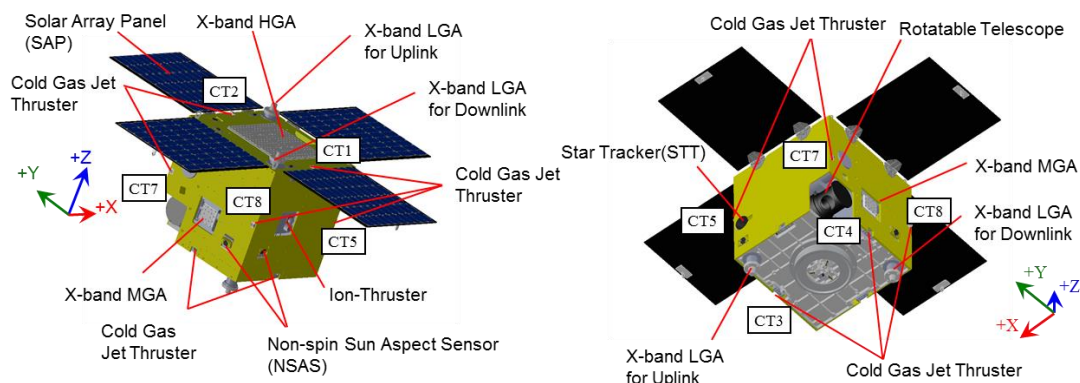 Solar Array Panel
(SAP)
X-band HGA
X-band LGA
for Uplink
Cold Gas Jet
Thruster
CT2
X-band LGA
for Downlink
+Z
+Y
+X
CT7
CT8
CT1
CT5
Cold Gas Jet
Thruster
X-band MGA
Ion-Thruster
Cold Gas
Jet Thruster
Non-spin Sun Aspect Sensor
(NSAS)
Cold Gas Jet Thruster
Rotatable Telescope
Star Tracker(STT)
CT7
X-band MGA
CT5
CT4
CT8
X-band LGA
for Downlink
CT3
+Y
+Z
+X
X-band LGA
for Uplink
Cold Gas Jet
Thruster